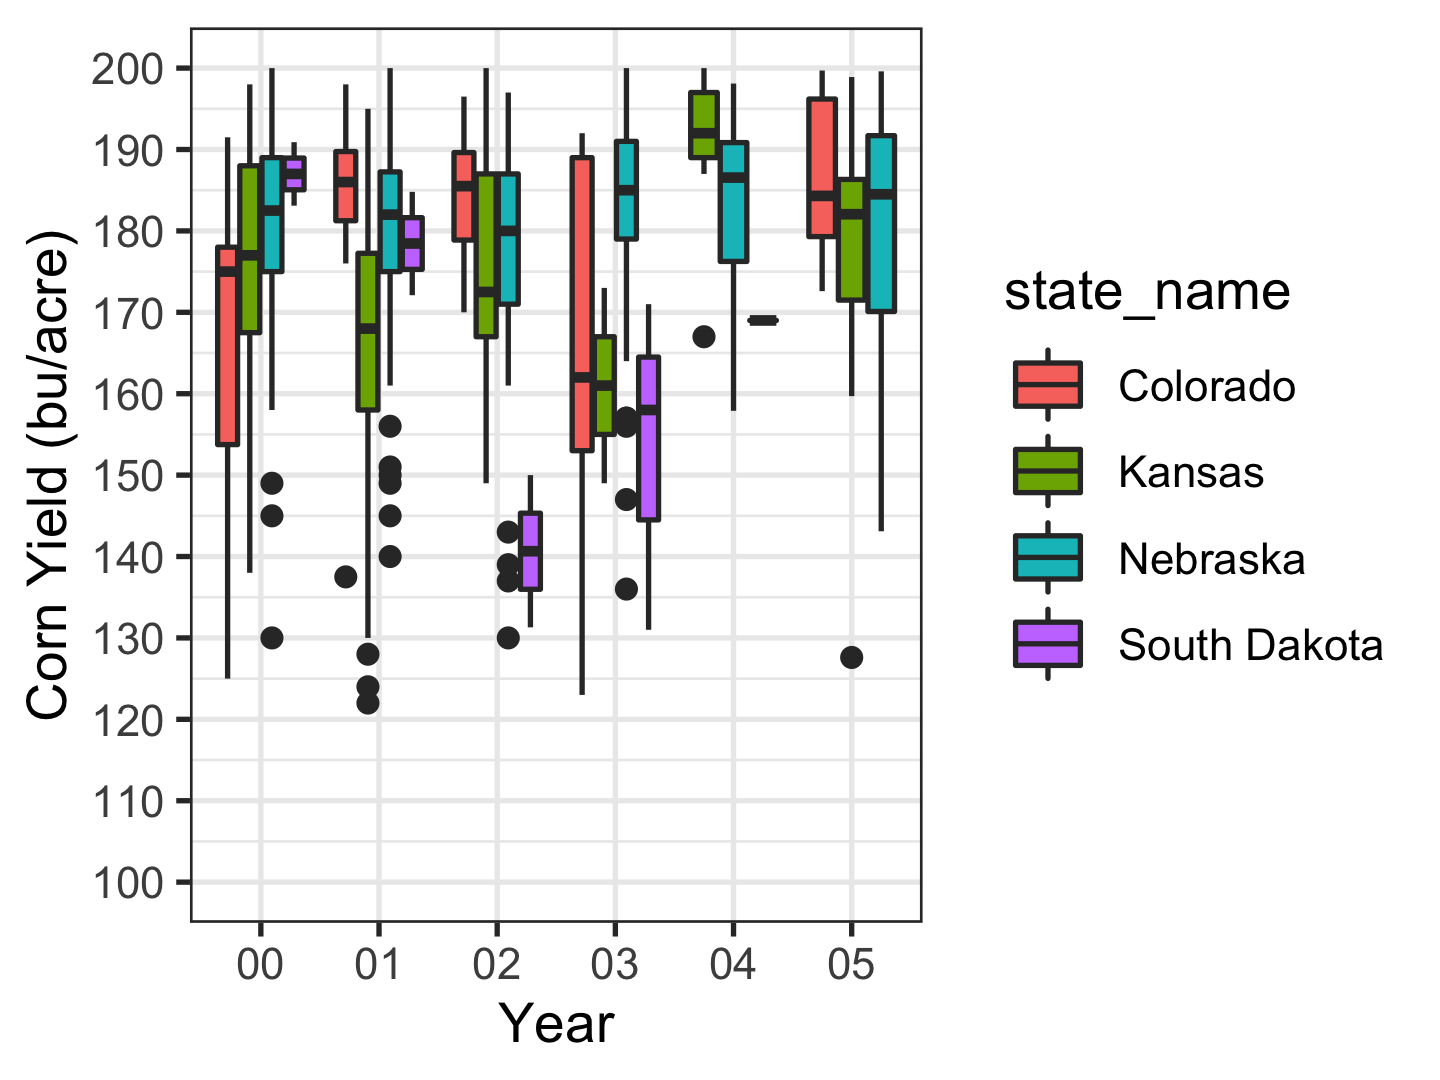 Corn Yield (bu/acre)
200
190
180
170
160
150
140
130
120
110
100
00 01 02 03 04 05
Year
state_name
Colorado
Kansas
Nebraska
South Dakota